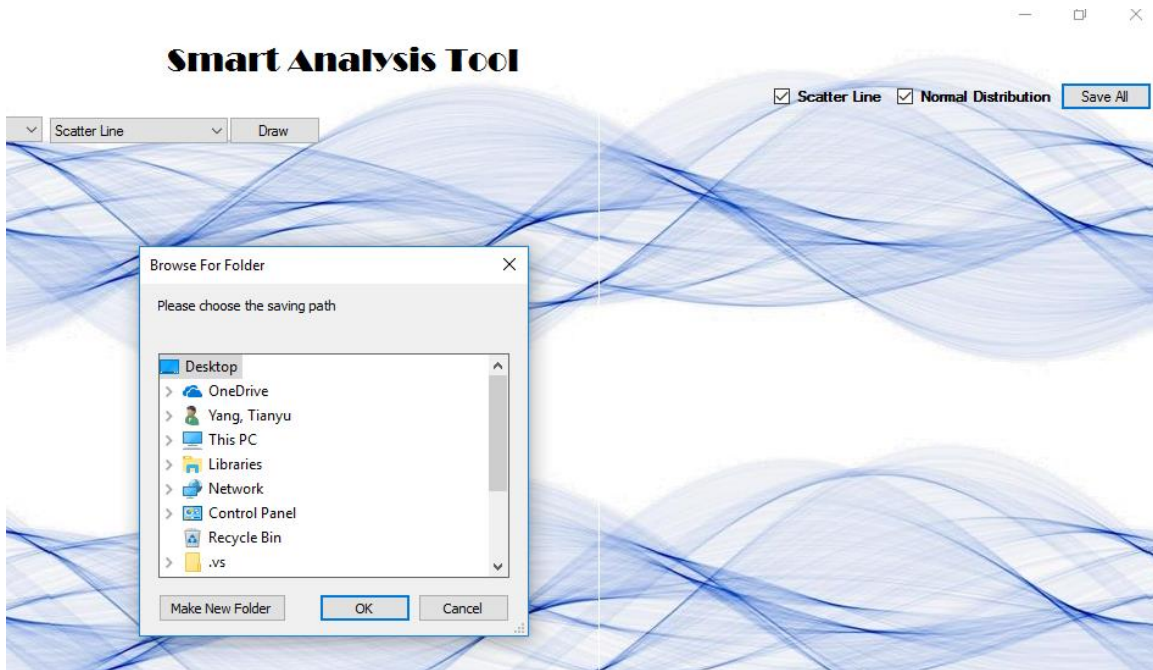 Smart Analysis Tool
Scatter Line Normal Distribution Save All
Scatter Line Draw
Browse For Folder
Please choose the saving path
Desktop
OneDrive
Yang, Tianyu
This PC
Libraries
Network
Control Panel
Recycle Bin
.vs
Make New Folder OK Cancel